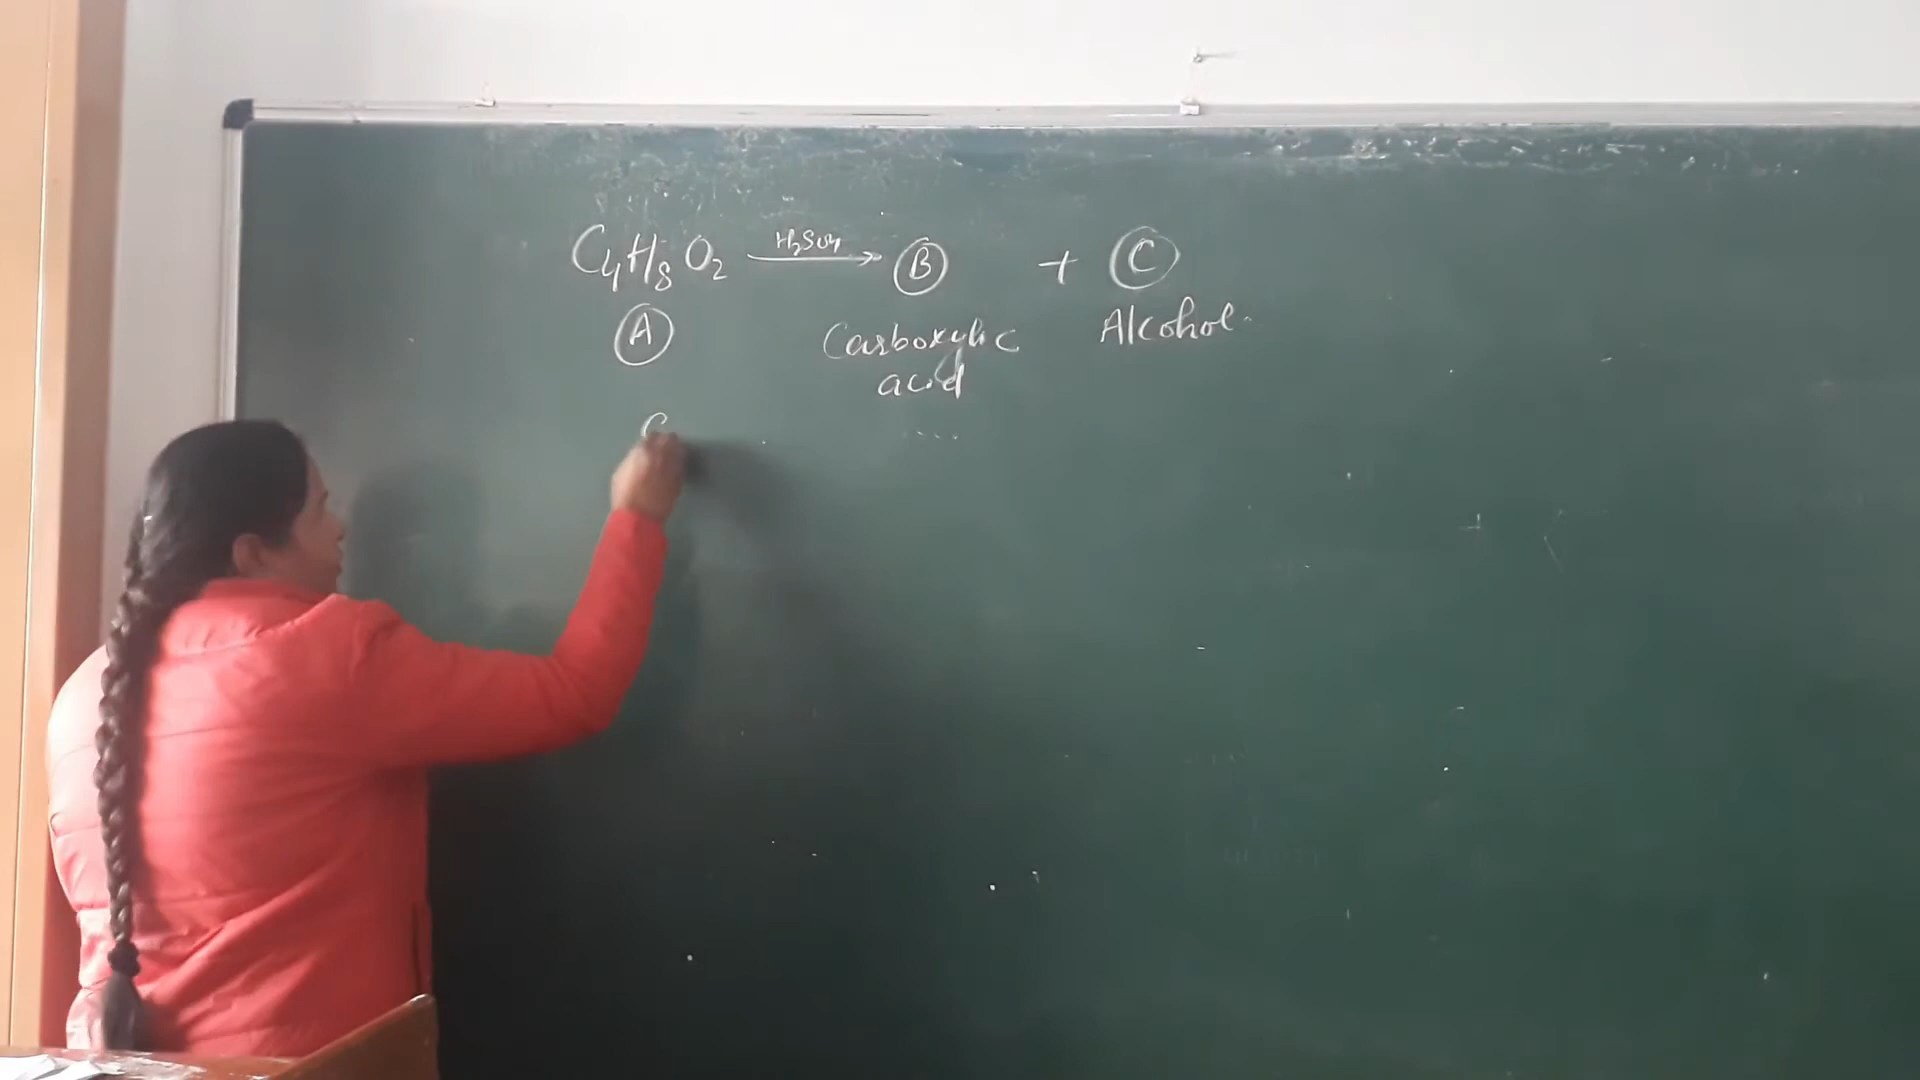 C4H8O2 H2SO4 → B + C
A Carboxylic Alcohol.
acid
C